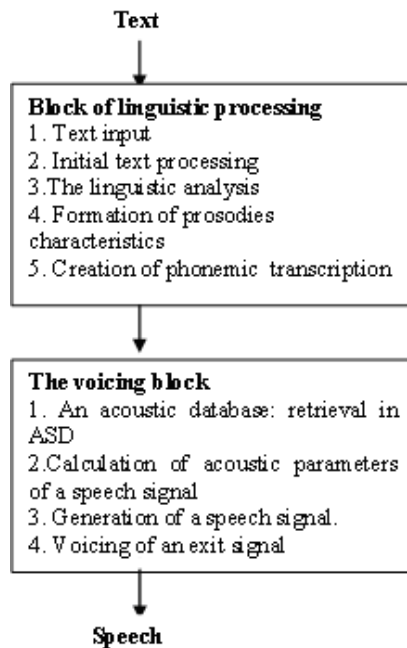 Text
Block of linguistic processing
1. Text input
2. Initial text processing
3.The linguistic analysis
4. Formation of prosodies
characteristics
5. Creation of phonemic transcription
The voicing block
1. An acoustic database: retrieval in
ASD
2.Calculation of acoustic parameters
of a speech signal
3. Generation of a speech signal.
4. Voicing of an exit signal
Speech